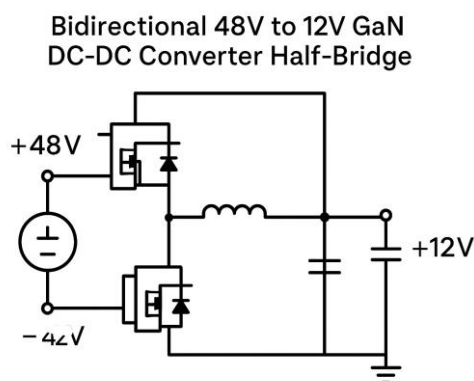 Bidirectional 48V to 12V GaN
DC-DC Converter Half-Bridge
+48V
+12V